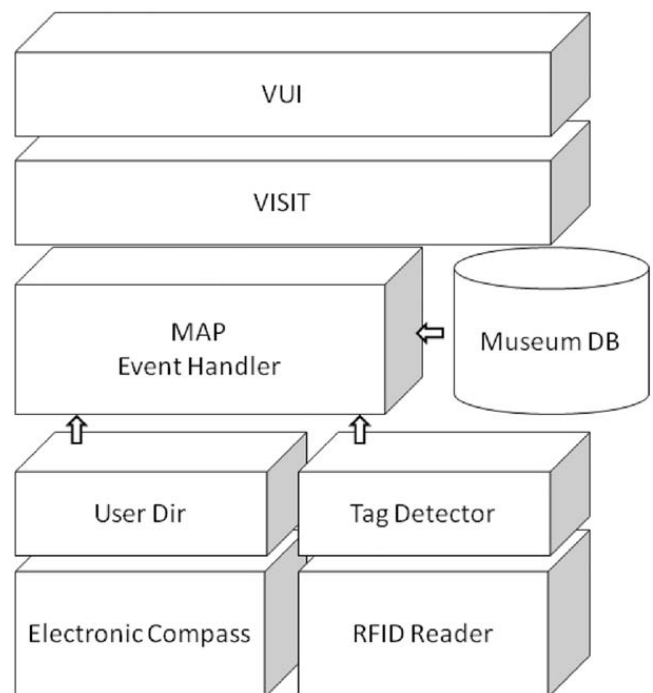 VUI
VISIT
MAP
Event Handler
Museum DB
User Dir
Tag Detector
Electronic Compass
RFID Reader